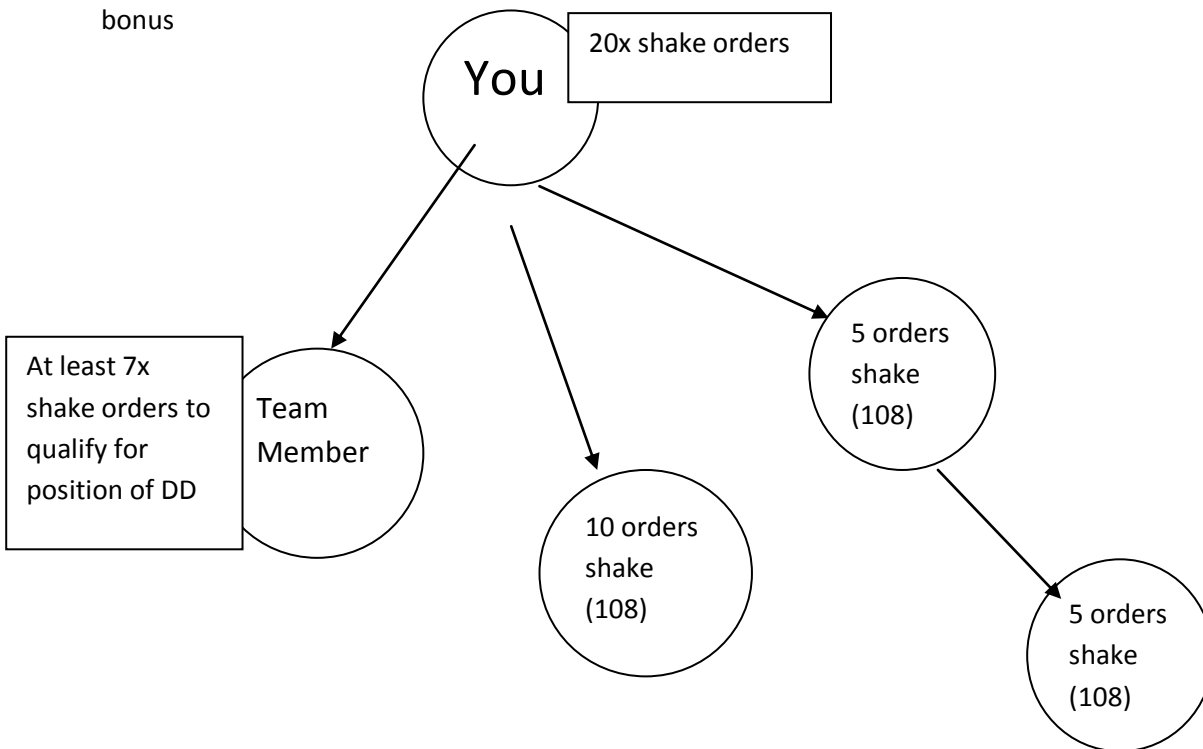 bonus
You
20x shake orders
At least 7x
shake orders to
qualify for
position of DD
Team
Member
10 orders
shake
(108)
5 orders
shake
(108)
5 orders
shake
(108)